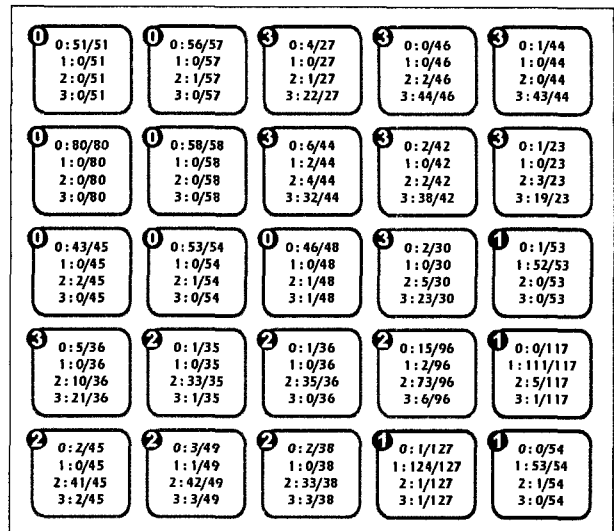 0
0 : 51/51
1 : 0/51
2 : 0/51
3 : 0/51
0
0 : 56/57
1 : 0/57
2 : 1/57
3 : 0/57
3
0 : 4/27
1 : 0/27
2 : 1/27
3 : 22/27
3
0 : 0/46
1 : 0/46
2 : 2/46
3 : 44/46
3
0 : 1/44
1 : 0/44
2 : 0/44
3 : 43/44
0
0 : 80/80
1 : 0/80
2 : 0/80
3 : 0/80
0
0 : 58/58
1 : 0/58
2 : 0/58
3 : 0/58
3
0 : 6/44
1 : 2/44
2 : 4/44
3 : 32/44
3
0 : 2/42
1 : 0/42
2 : 2/42
3 : 38/42
3
0 : 1/23
1 : 0/23
2 : 3/23
3 : 19/23
0
0 : 43/45
1 : 0/45
2 : 2/45
3 : 0/45
0
0 : 53/54
1 : 0/54
2 : 1/54
3 : 0/54
0
0 : 46/48
1 : 0/48
2 : 1/48
3 : 1/48
3
0 : 2/30
1 : 0/30
2 : 5/30
3 : 23/30
1
0 : 1/53
1 : 52/53
2 : 0/53
3 : 0/53
3
0 : 5/36
1 : 0/36
2 : 10/36
3 : 21/36
2
0 : 1/35
1 : 0/35
2 : 33/35
3 : 1/35
2
0 : 1/36
1 : 0/36
2 : 35/36
3 : 0/36
2
0 : 15/96
1 : 2/96
2 : 73/96
3 : 6/96
1
0 : 0/117
1 : 111/117
2 : 5/117
3 : 1/117
2
0 : 2/45
1 : 0/45
2 : 41/45
3 : 2/45
2
0 : 3/49
1 : 1/49
2 : 42/49
3 : 3/49
2
0 : 2/38
1 : 0/38
2 : 33/38
3 : 3/38
1
0 : 1/127
1 : 124/127
2 : 1/127
3 : 1/127
1
0 : 0/54
1 : 53/54
2 : 1/54
3 : 0/54